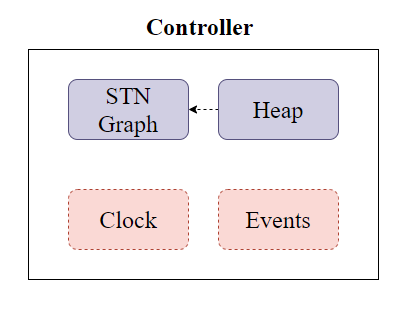 Controller
STN
Graph
Heap
Clock
Events